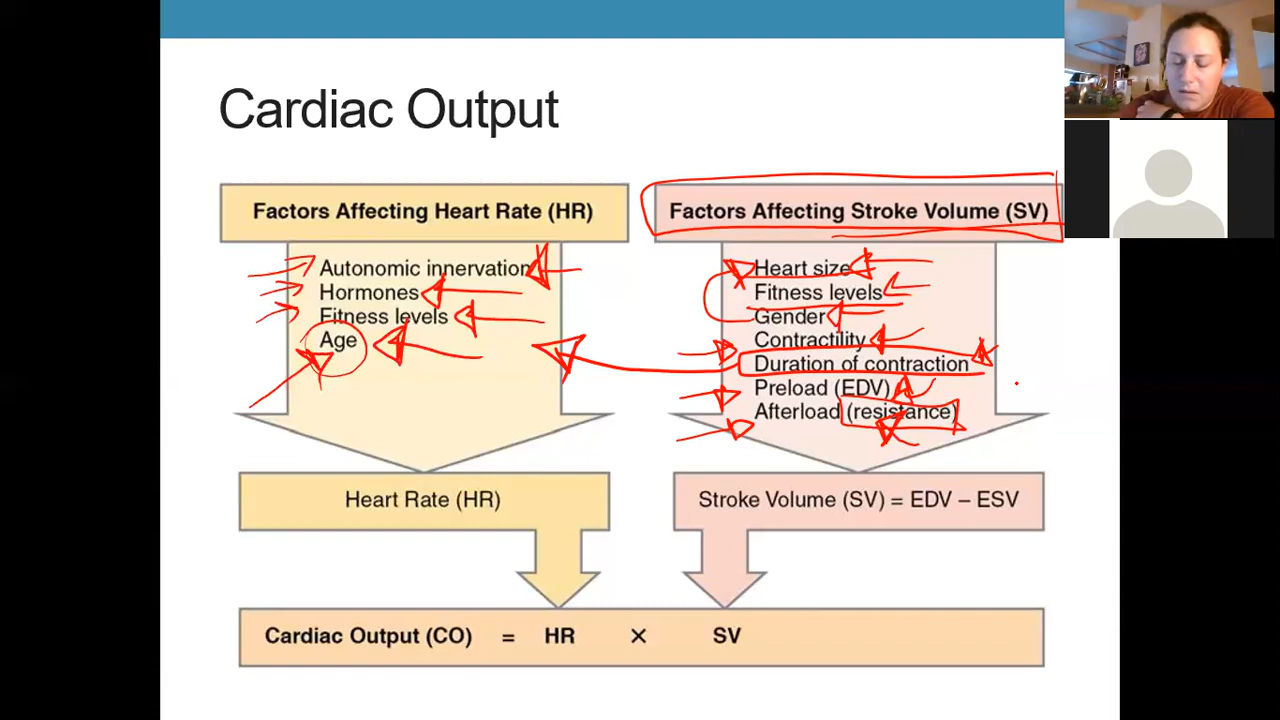 Cardiac Output
Factors Affecting Heart Rate (HR)
Autonomic innervation
Hormones
Fitness levels
Age
Factors Affecting Stroke Volume (SV)
Heart size
Fitness levels
Gender
Contractility
Duration of contraction
Preload (EDV)
Afterload (resistance)
Heart Rate (HR)
Stroke Volume (SV) = EDV – ESV
Cardiac Output (CO) = HR × SV